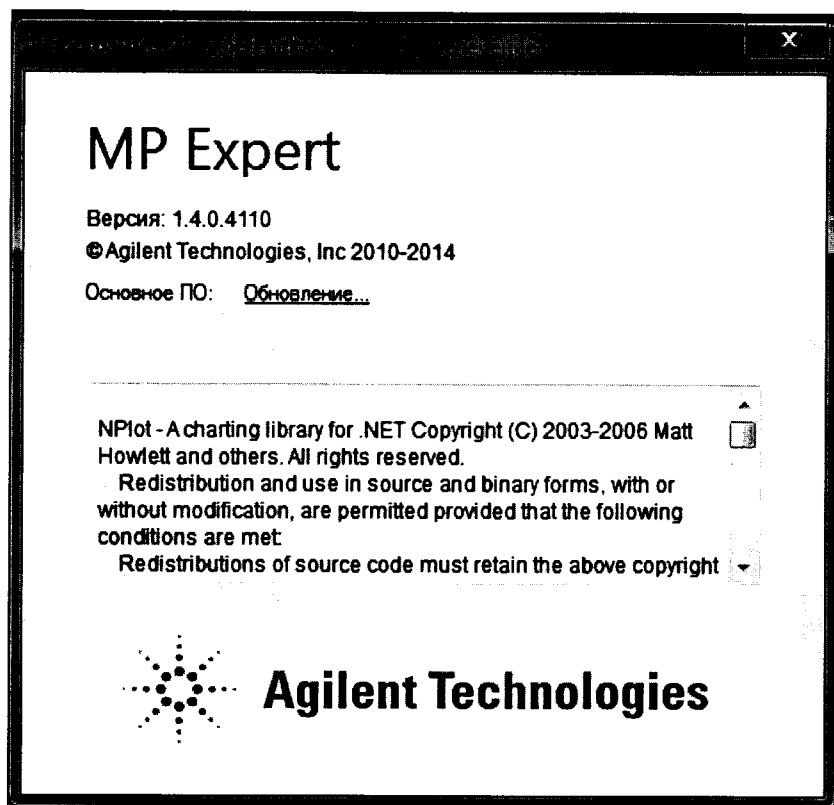 X
MP Expert
Версия: 1.4.0.4110
©Agilent Technologies, Inc 2010-2014
Основное ПО: Обновление...
NPlot - A charting library for .NET Copyright (C) 2003-2006 Matt
Howlett and others. All rights reserved.
Redistribution and use in source and binary forms, with or
without modification, are permitted provided that the following
conditions are met:
Redistributions of source code must retain the above copyright
Agilent Technologies